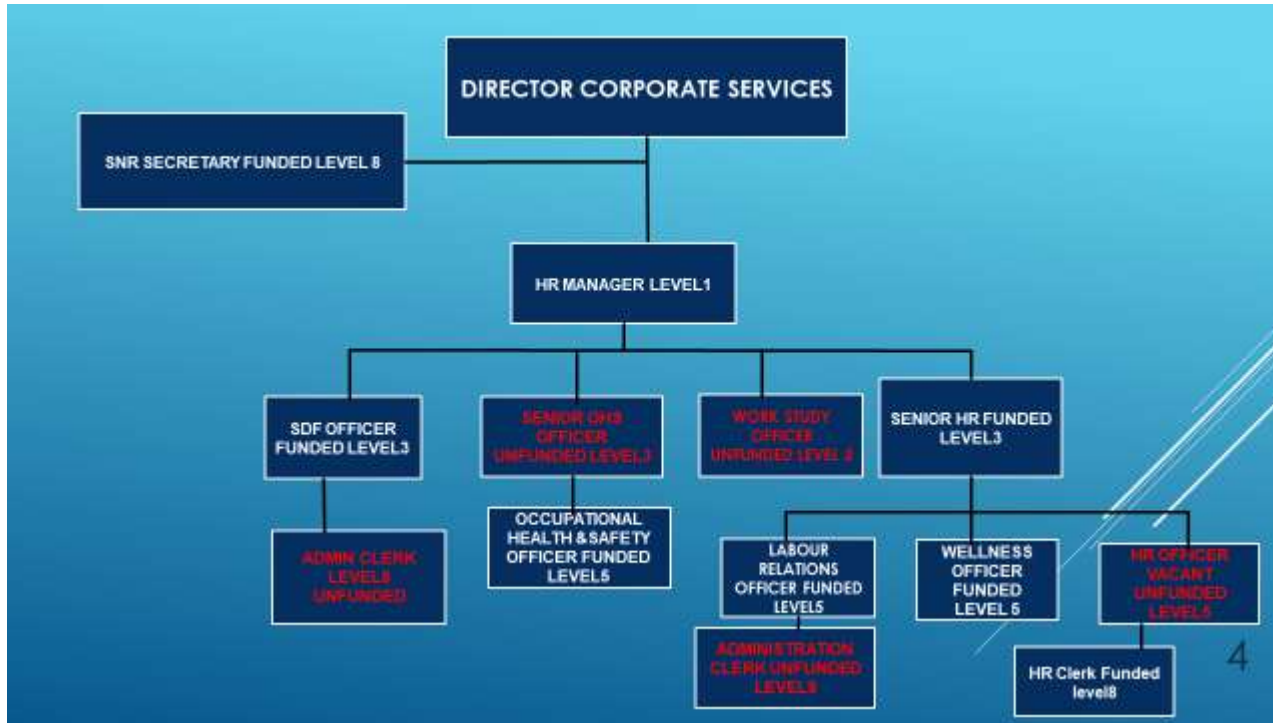 DIRECTOR CORPORATE SERVICES
SNR SECRETARY FUNDED LEVEL 8
HR MANAGER LEVEL1
SDF OFFICER
FUNDED LEVEL3
SENIOR OHS
OFFICER
UNFUNDED LEVEL3
WORK STUDY
OFFICER
UNFUNDED LEVEL
SENIOR HR FUNDED
LEVEL3
ADMIN CLERK
LEVEL8
UNFUNDED
OCCUPATIONAL
HEALTH & SAFETY
OFFICER FUNDED
LEVEL5
LABOUR
RELATIONS
OFFICER FUNDED
LEVEL5
WELLNESS
OFFICER
FUNDED
LEVEL 5
HR OFFICER
VACANT
UNFUNDED
LEVEL5
ADMINISTRATION
CLERK UNFUNDED
LEVEL8
HR Clerk Funded
level8
4